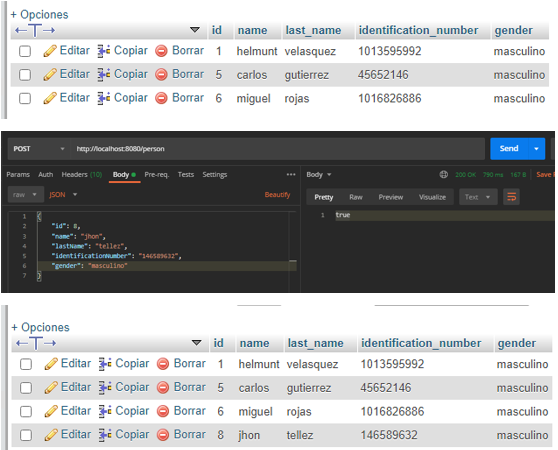 + Opciones
id name last_name identification_number gender
Editar Copiar Borrar 1 helmunt velasquez 1013595992 masculino
Editar Copiar Borrar 5 carlos gutierrez 45652146 masculino
Editar Copiar Borrar 6 miguel rojas 1016826886 masculino
POST http://localhost:8080/person Send
Params Auth Headers (10) Body Pre-req. Tests Settings
raw JSON Beautify
1 {
2 "id": 8,
3 "name": "jhon",
4 "lastName": "tellez",
5 "identificationNumber": "146589632",
6 "gender": "masculino"
7 }
Body 200 OK 790 ms 167 B Save
Pretty Raw Preview Visualize Text
1 true
+ Opciones
id name last_name identification_number gender
Editar Copiar Borrar 1 helmunt velasquez 1013595992 masculino
Editar Copiar Borrar 5 carlos gutierrez 45652146 masculino
Editar Copiar Borrar 6 miguel rojas 1016826886 masculino
Editar Copiar Borrar 8 jhon tellez 146589632 masculino